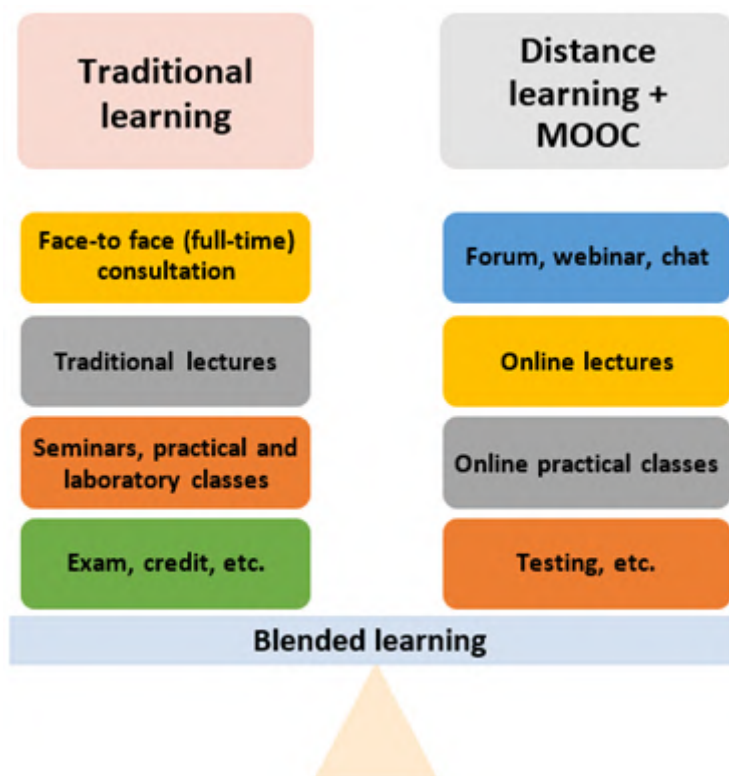 Traditional
learning
Distance
learning +
MOOC
Face-to face (full-time)
consultation
Forum, webinar, chat
Traditional lectures
Online lectures
Seminars, practical and
laboratory classes
Online practical classes
Exam, credit, etc.
Testing, etc.
Blended learning